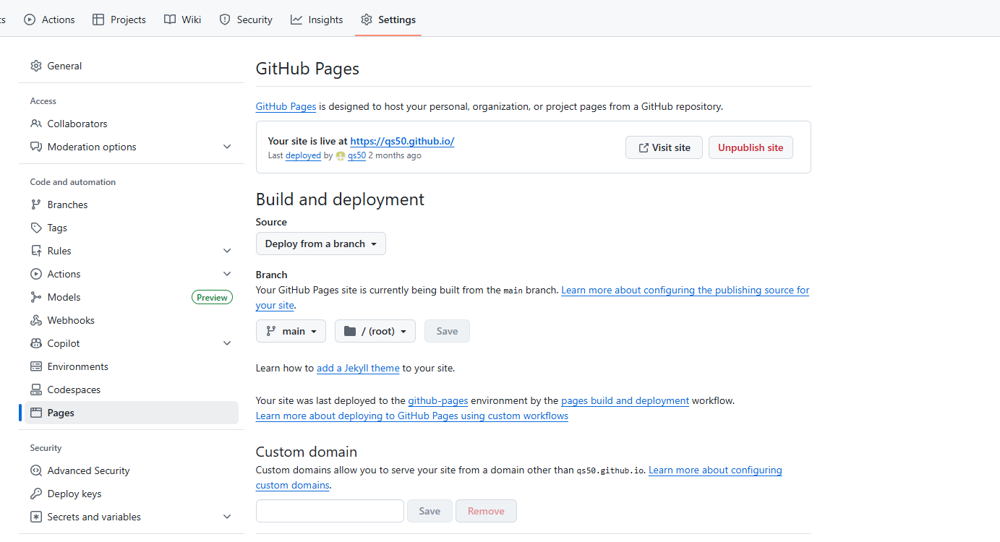 Actions Projects Wiki Security Insights Settings
General
Access
Collaborators
Moderation options
Code and automation
Branches
Tags
Rules
Actions
Models Preview
Webhooks
Copilot
Environments
Codespaces
Pages
Security
Advanced Security
Deploy keys
Secrets and variables
GitHub Pages
GitHub Pages is designed to host your personal, organization, or project pages from a GitHub repository.
Your site is live at https://qs50.github.io/
Last deployed by qs50 2 months ago
Visit site Unpublish site
Build and deployment
Source
Deploy from a branch
Branch
Your GitHub Pages site is currently being built from the main branch. Learn more about configuring the publishing source for
your site.
main / (root) Save
Learn how to add a Jekyll theme to your site.
Your site was last deployed to the github-pages environment by the pages build and deployment workflow.
Learn more about deploying to GitHub Pages using custom workflows
Custom domain
Custom domains allow you to serve your site from a domain other than qs50.github.io. Learn more about configuring
custom domains.
Save Remove